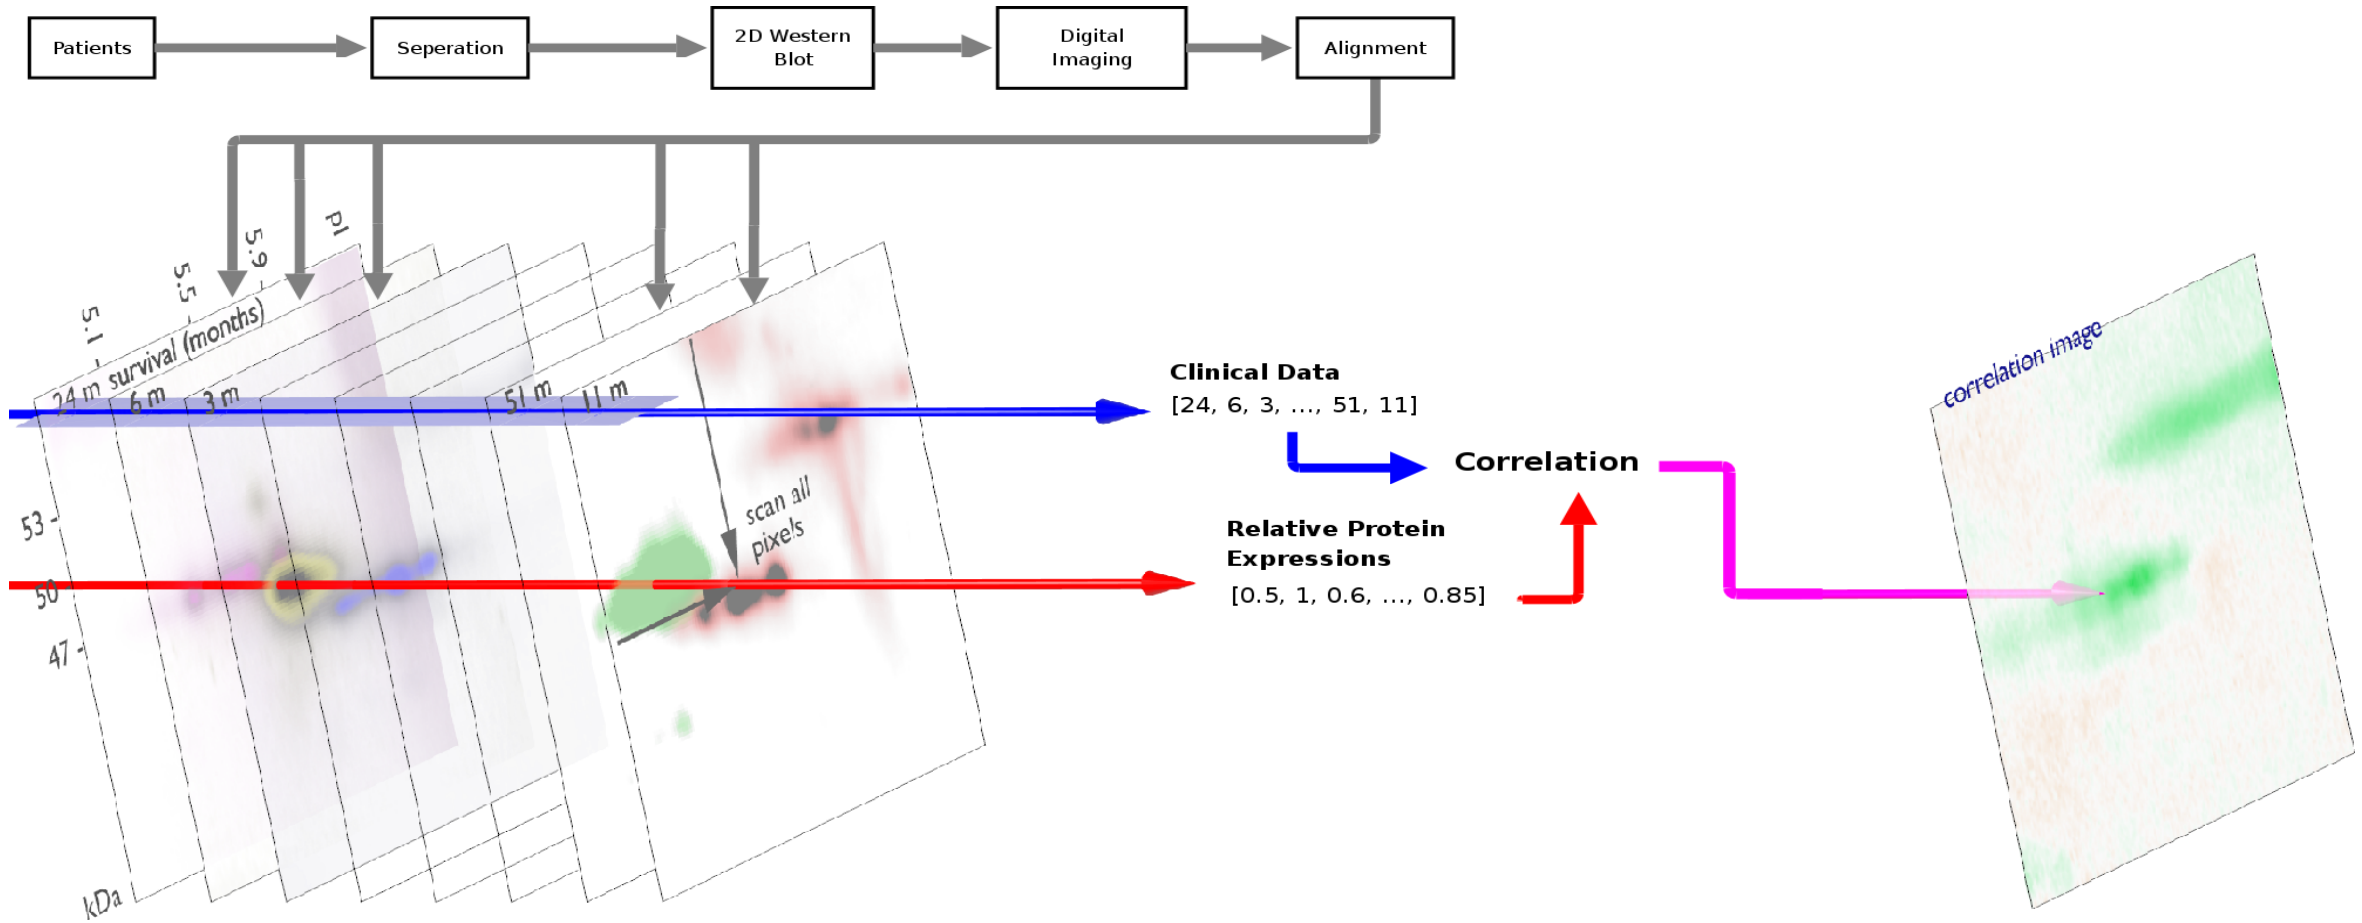 Patients
Seperation
2D Western
Blot
Digital
Imaging
Alignment
pI
5.9 -
5.5 -
5.1 -
survival (months)
24 m
6 m
3 m
51 m
11 m
53 -
50
47 -
kDa
scan all
pixels
Clinical Data
[24, 6, 3, ..., 51, 11]
Correlation
Relative Protein
Expressions
[0.5, 1, 0.6, ..., 0.85]
correlation image